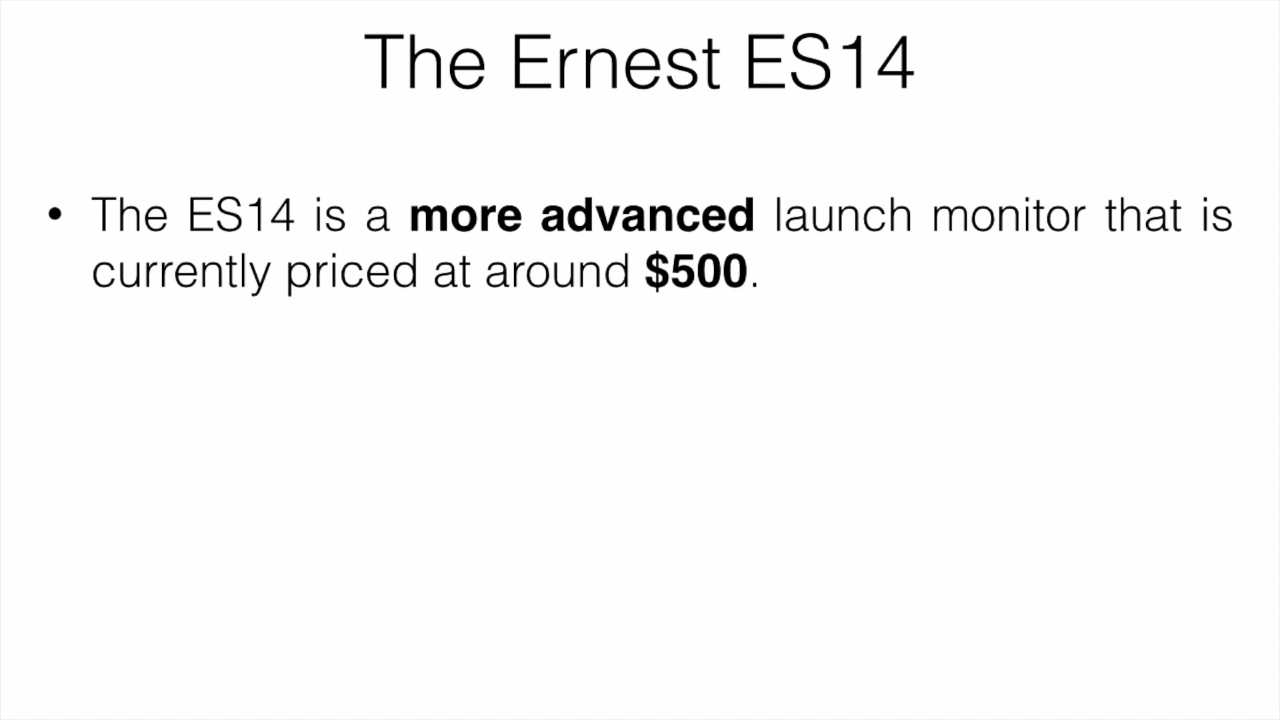 The Ernest ES14
• The ES14 is a more advanced launch monitor that is
currently priced at around $500.